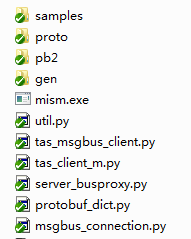 samples
proto
pb2
gen
mism.exe
util.py
tas_msgbus_client.py
tas_client_m.py
server_busproxy.py
protobuf_dict.py
msgbus_connection.py